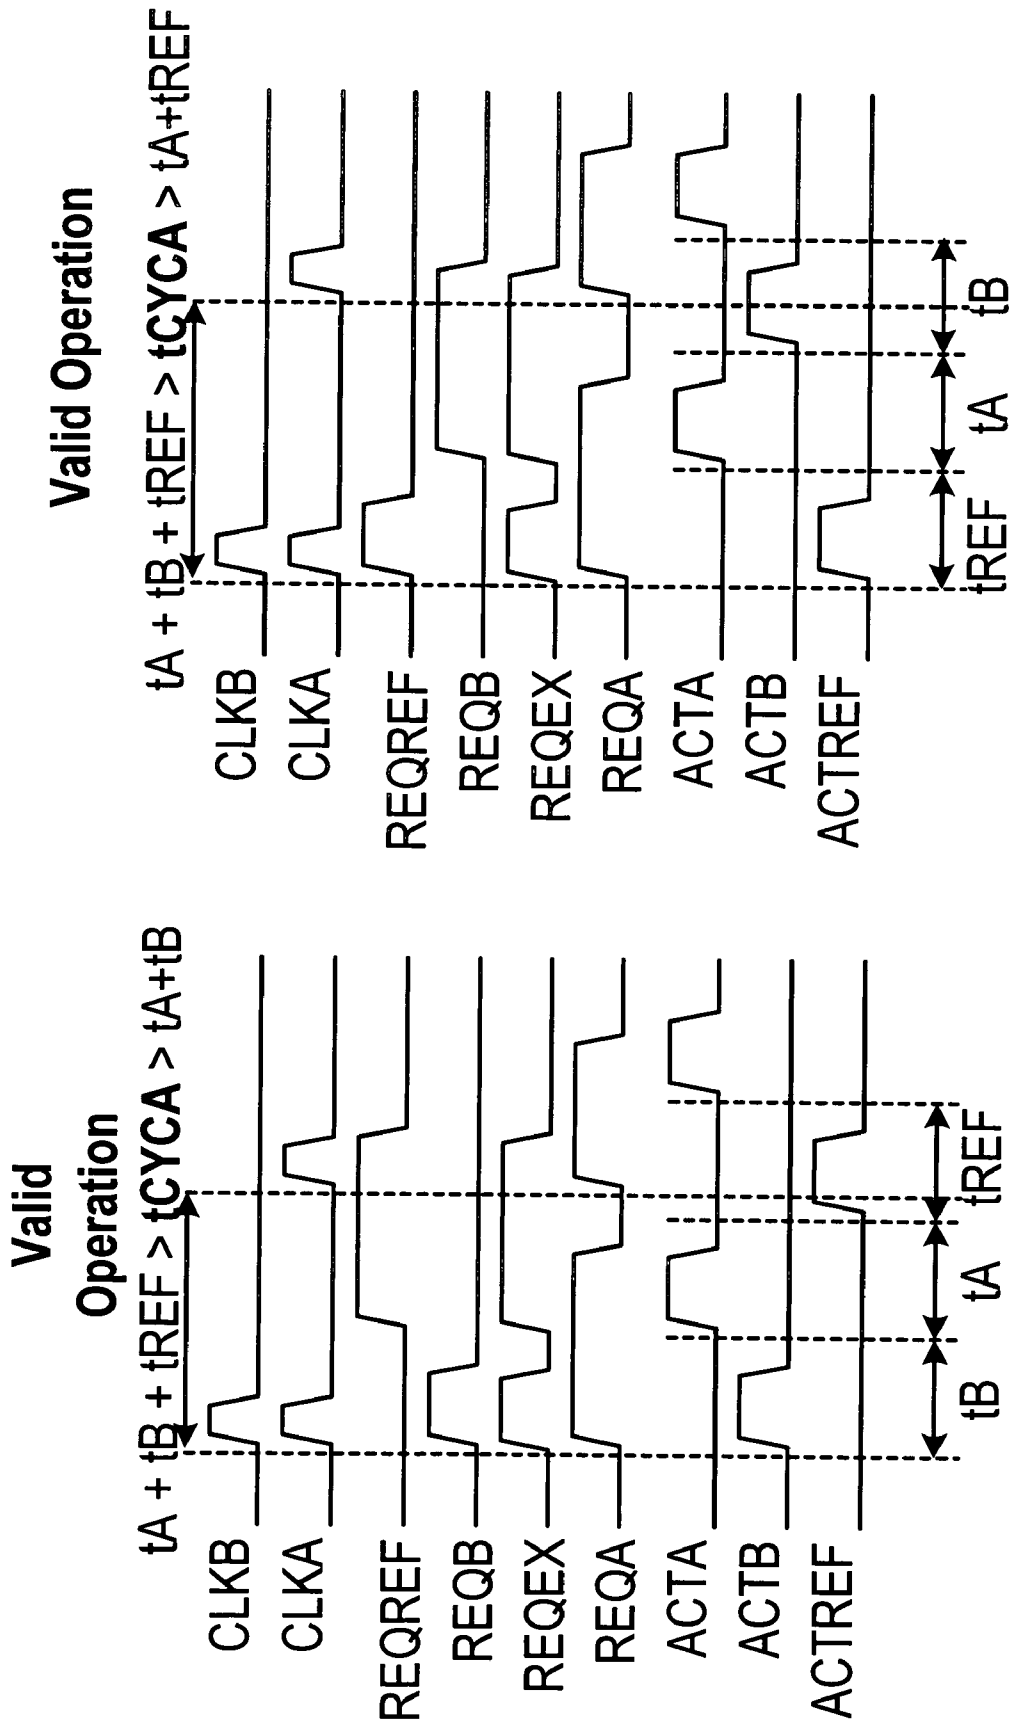 Valid
Operation
tA + tB + tREF > tCYCA > tA+tB
CLKB
CLKA
REQREF
REQB
REQEX
REQA
ACTA
ACTB
ACTREF
tB
tA
tREF
Valid Operation
tA + tB + tREF > tCYCA > tA+tREF
CLKB
CLKA
REQREF
REQB
REQEX
REQA
ACTA
ACTB
ACTREF
tREF
tA
tB